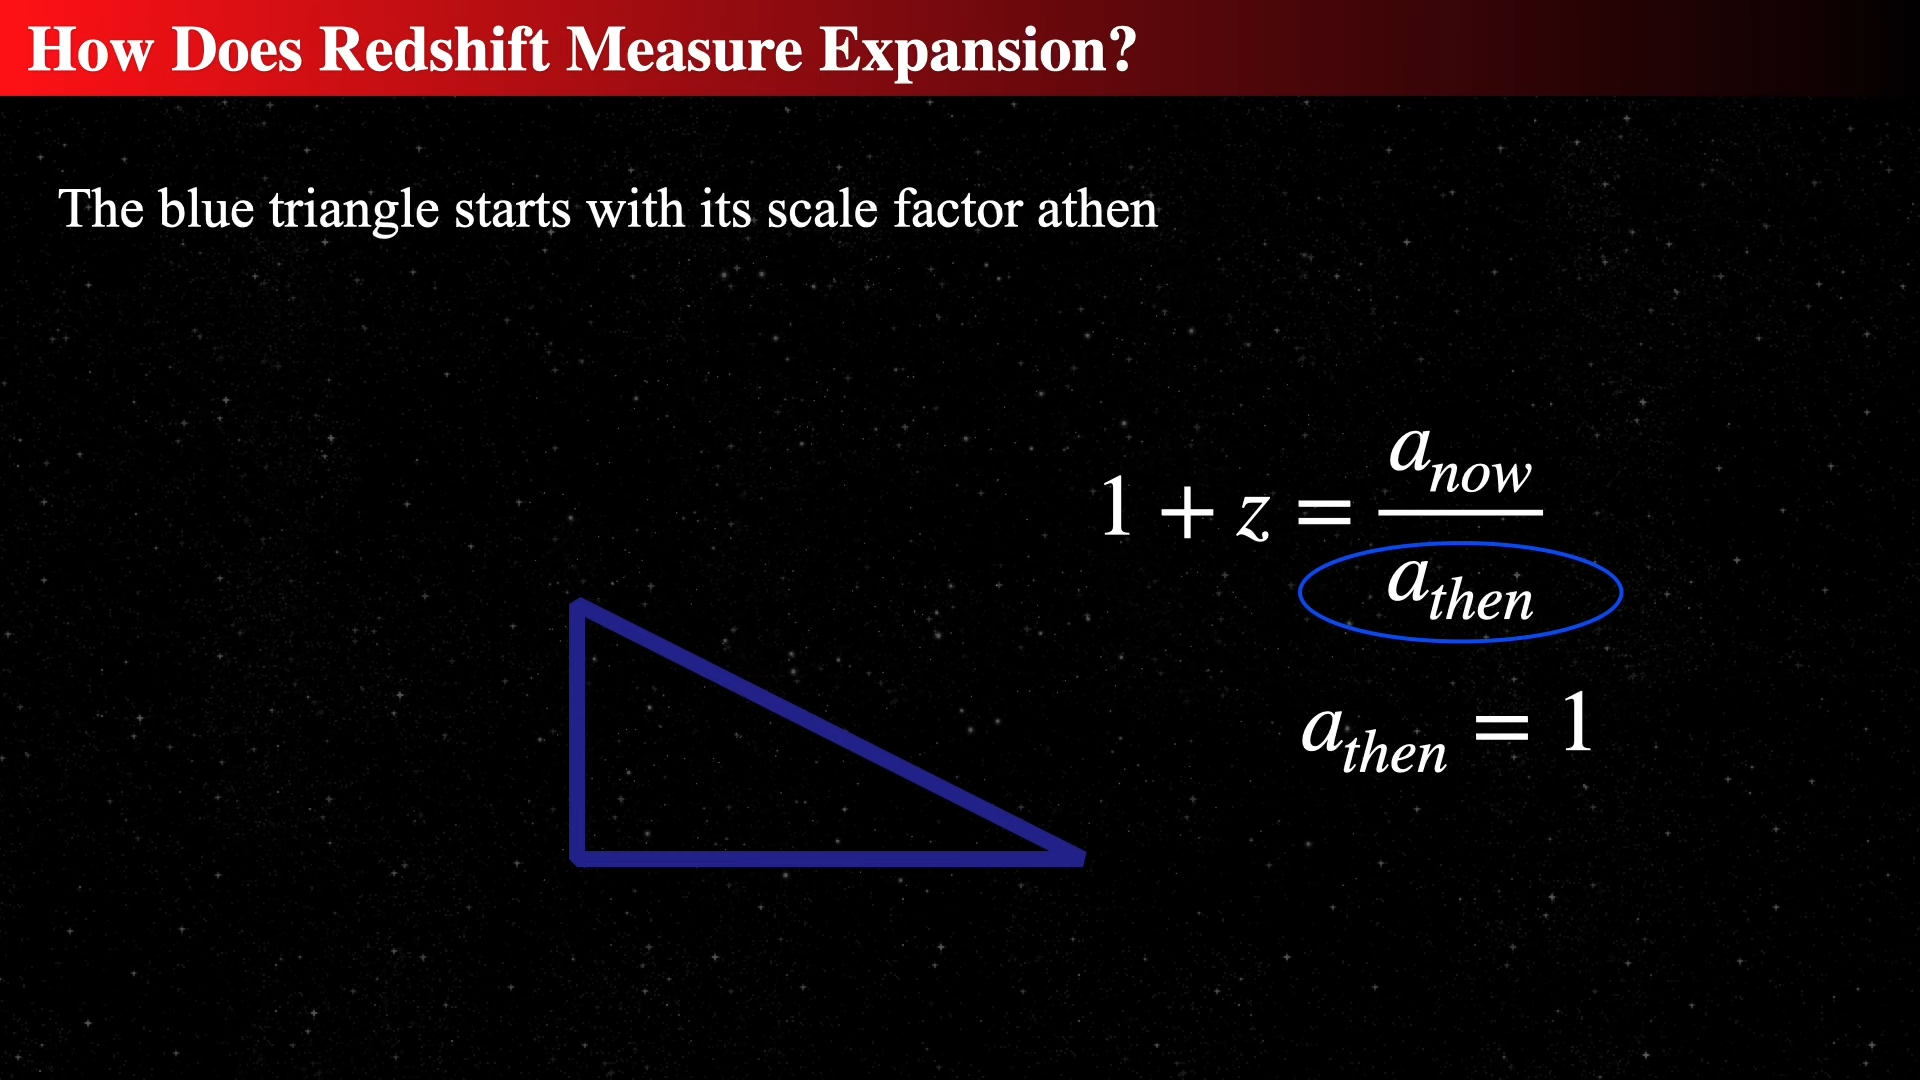 How Does Redshift Measure Expansion?
The blue triangle starts with its scale factor athen
1 + z = a_now / a_then
a_then = 1